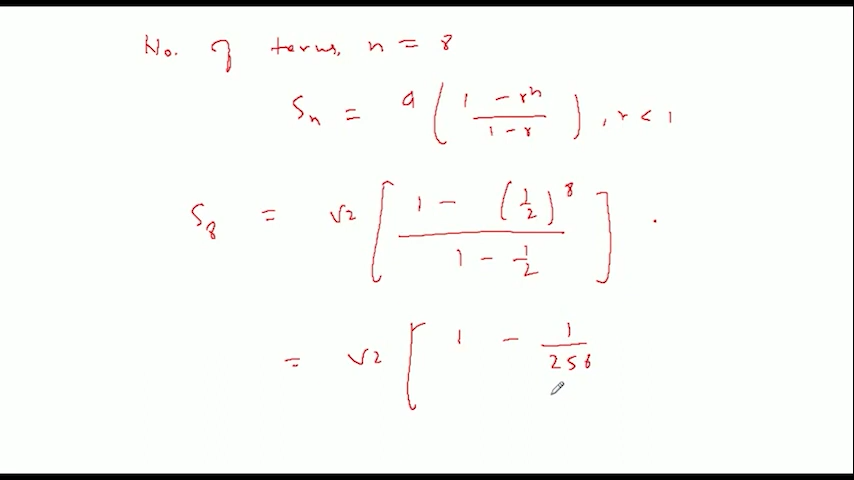 No. of terms, n = 8
Sₙ = a ( (1 - rⁿ) / (1 - r) ), r < 1
S₈ = √2 [ (1 - (1/2)⁸) / (1 - 1/2) ] .
= √2 [ 1 - 1/256